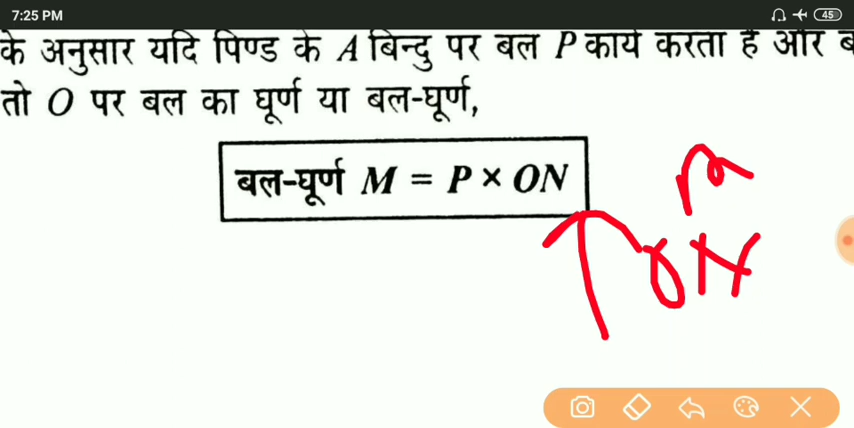 7:25 PM
45
के अनुसार यदि पिण्ड के A बिन्दु पर बल P कार्य करता है और
तो O पर बल का घूर्ण या बल-घूर्ण,
बल-घूर्ण M = P × ON